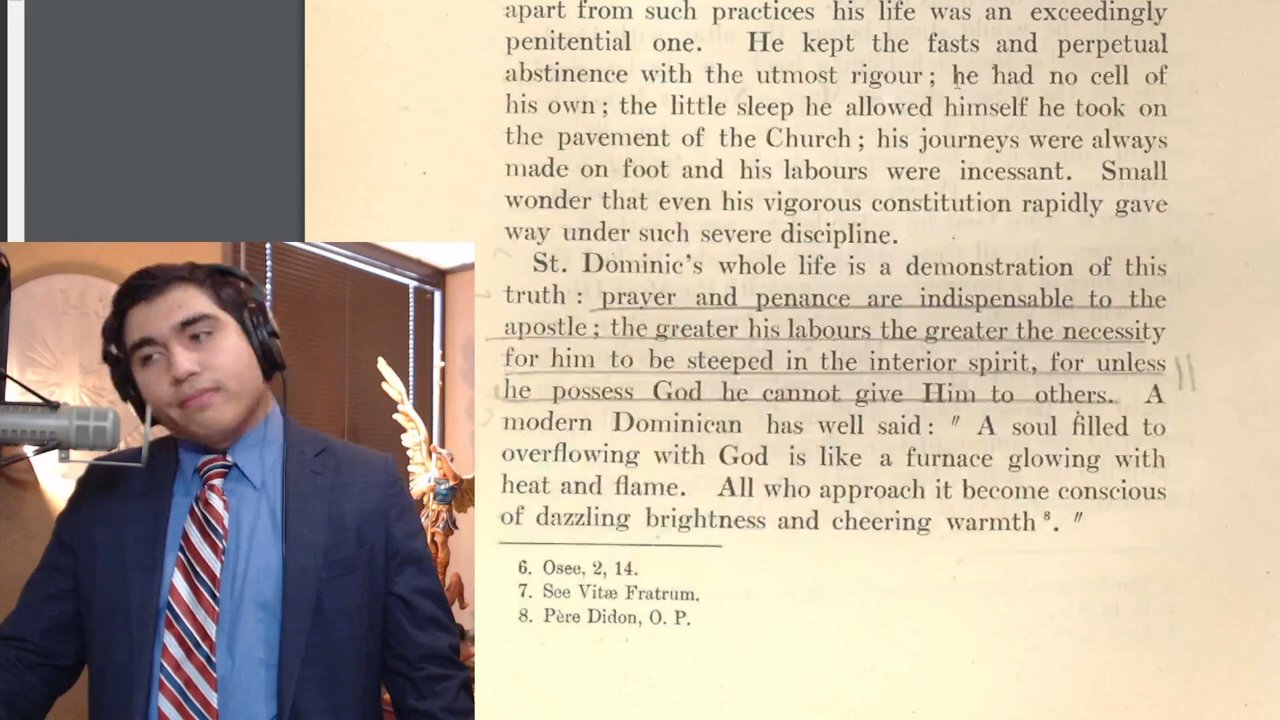 apart from such practices his life was an exceedingly
penitential one. He kept the fasts and perpetual
abstinence with the utmost rigour ; he had no cell of
his own ; the little sleep he allowed himself he took on
the pavement of the Church ; his journeys were always
made on foot and his labours were incessant. Small
wonder that even his vigorous constitution rapidly gave
way under such severe discipline.
St. Dominic's whole life is a demonstration of this
truth : prayer and penance are indispensable to the
apostle ; the greater his labours the greater the necessity
for him to be steeped in the interior spirit, for unless
he possess God he cannot give Him to others. A
modern Dominican has well said : " A soul filled to
overflowing with God is like a furnace glowing with
heat and flame. All who approach it become conscious
of dazzling brightness and cheering warmth ⁸. "
6. Osee, 2, 14.
7. See Vitæ Fratrum.
8. Père Didon, O. P.